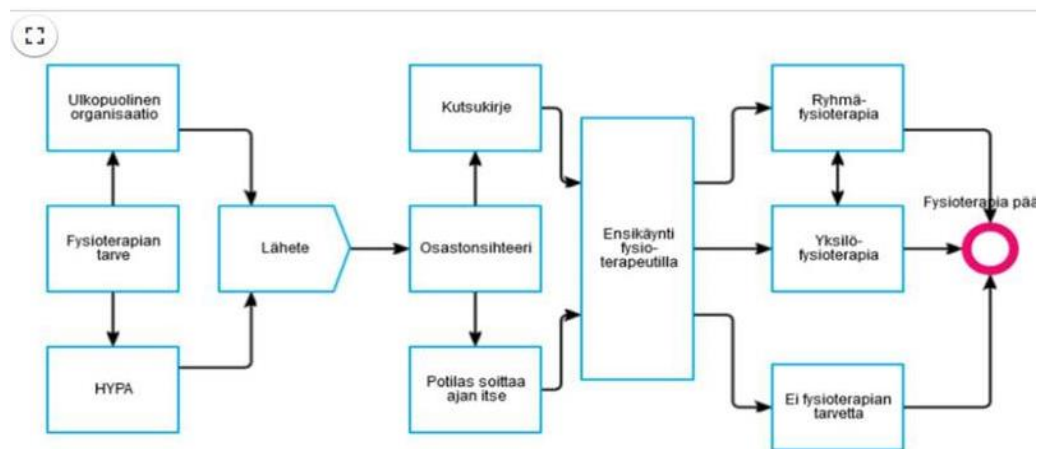 Ulkopuolinen
organisaatio
Fysioterapian
tarve
HYPA
Lähete
Kutsukirje
Osastonsihteeri
Potilas soittaa
ajan itse
Ensikäynti
fysio-
terapeutilla
Ryhmä-
fysioterapia
Yksilö-
fysioterapia
Ei fysioterapian
tarvetta
Fysioterapia pää